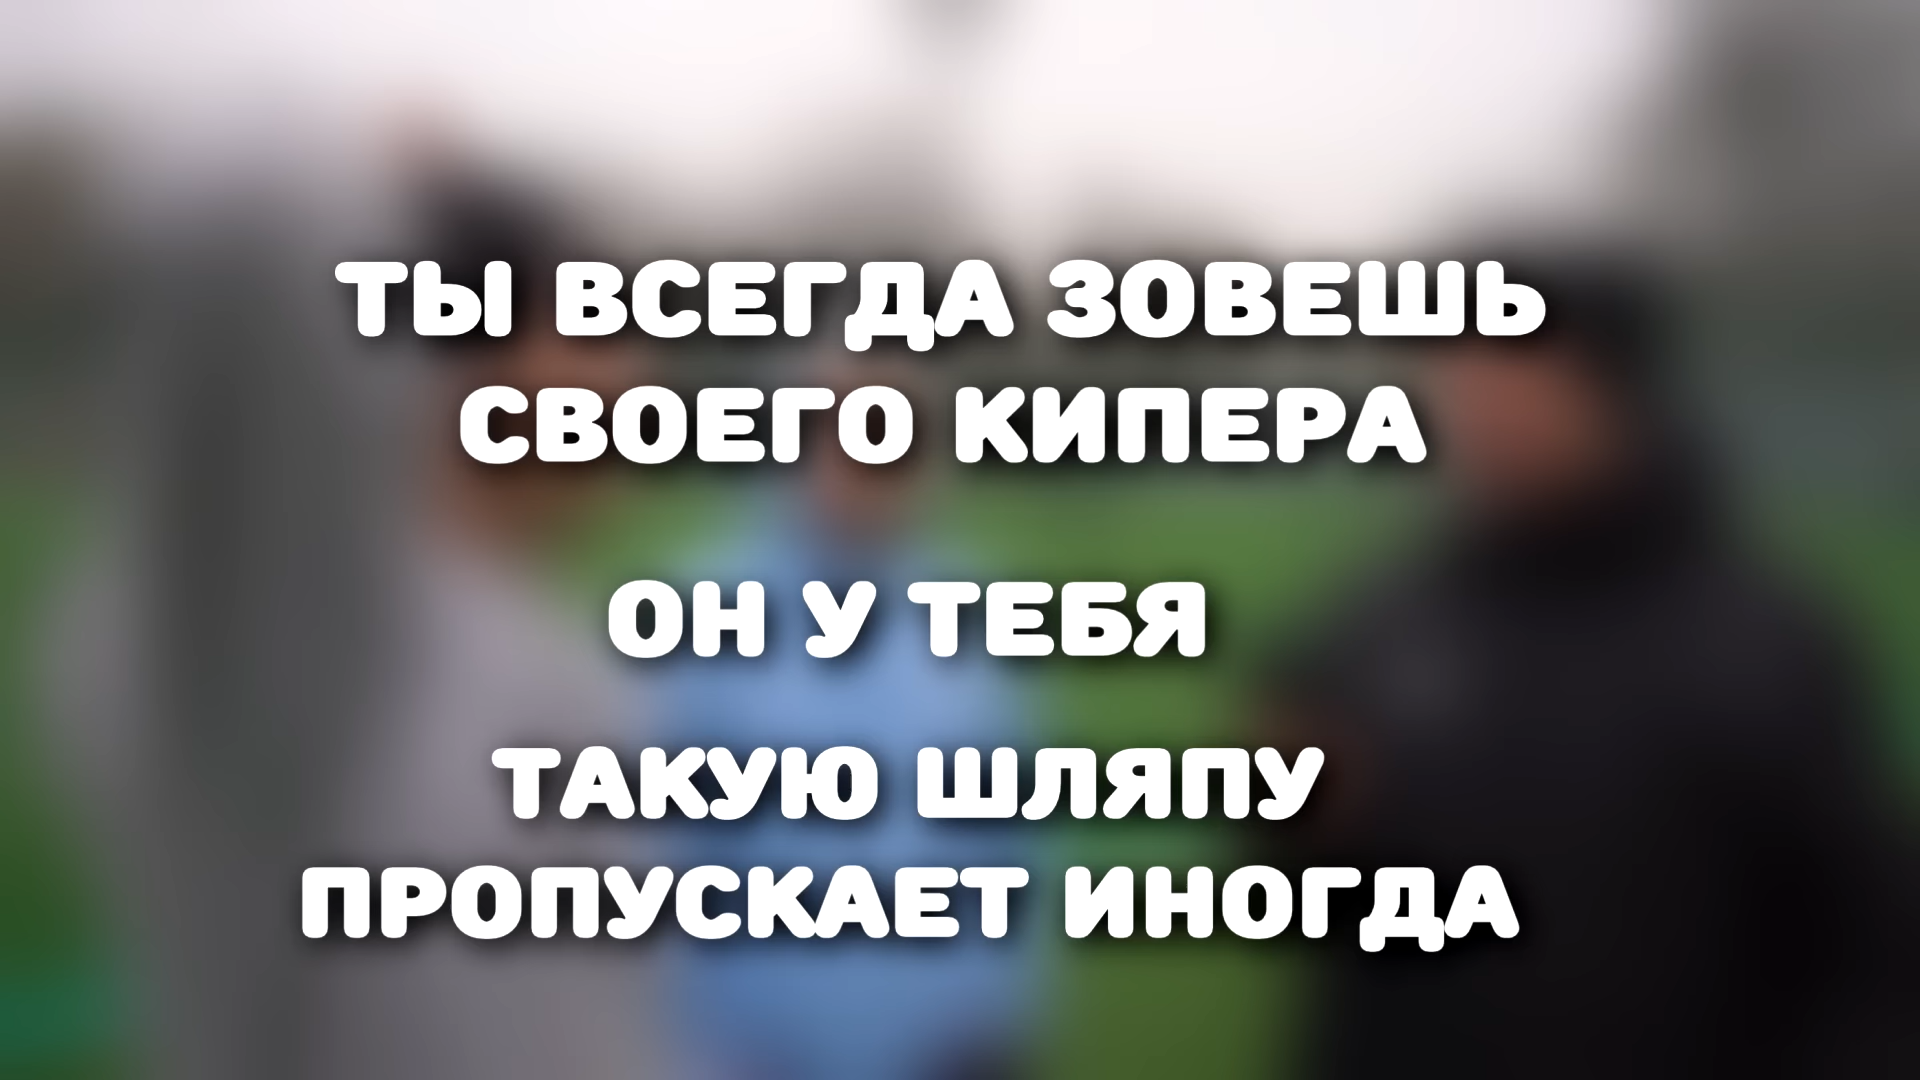 ТЫ ВСЕГДА ЗОВЕШЬ
СВОЕГО КИПЕРА
ОН У ТЕБЯ
ТАКУЮ ШЛЯПУ
ПРОПУСКАЕТ ИНОГДА